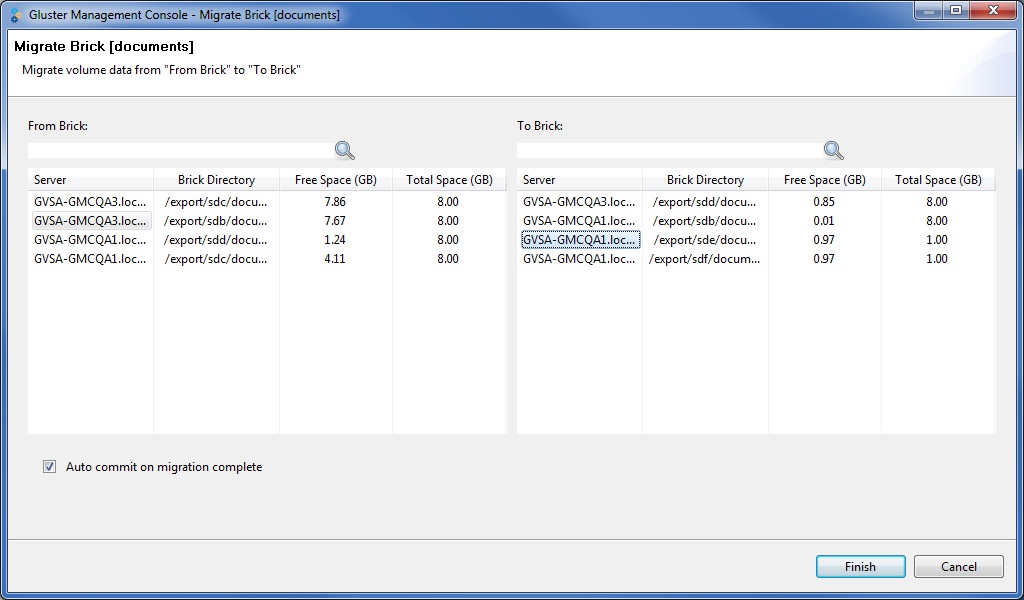 Gluster Management Console - Migrate Brick [documents]
Migrate Brick [documents]
Migrate volume data from "From Brick" to "To Brick"
From Brick:
Server Brick Directory Free Space (GB) Total Space (GB)
GVSA-GMCQA3.loc... /export/sdc/docu... 7.86 8.00
GVSA-GMCQA3.loc... /export/sdb/docu... 7.67 8.00
GVSA-GMCQA1.loc... /export/sdd/docu... 1.24 8.00
GVSA-GMCQA1.loc... /export/sdc/docu... 4.11 8.00
To Brick:
Server Brick Directory Free Space (GB) Total Space (GB)
GVSA-GMCQA3.loc... /export/sdd/docu... 0.85 8.00
GVSA-GMCQA1.loc... /export/sdb/docu... 0.01 8.00
GVSA-GMCQA1.loc... /export/sde/docu... 0.97 1.00
GVSA-GMCQA1.loc... /export/sdf/docum... 0.97 1.00
Auto commit on migration complete
Finish Cancel